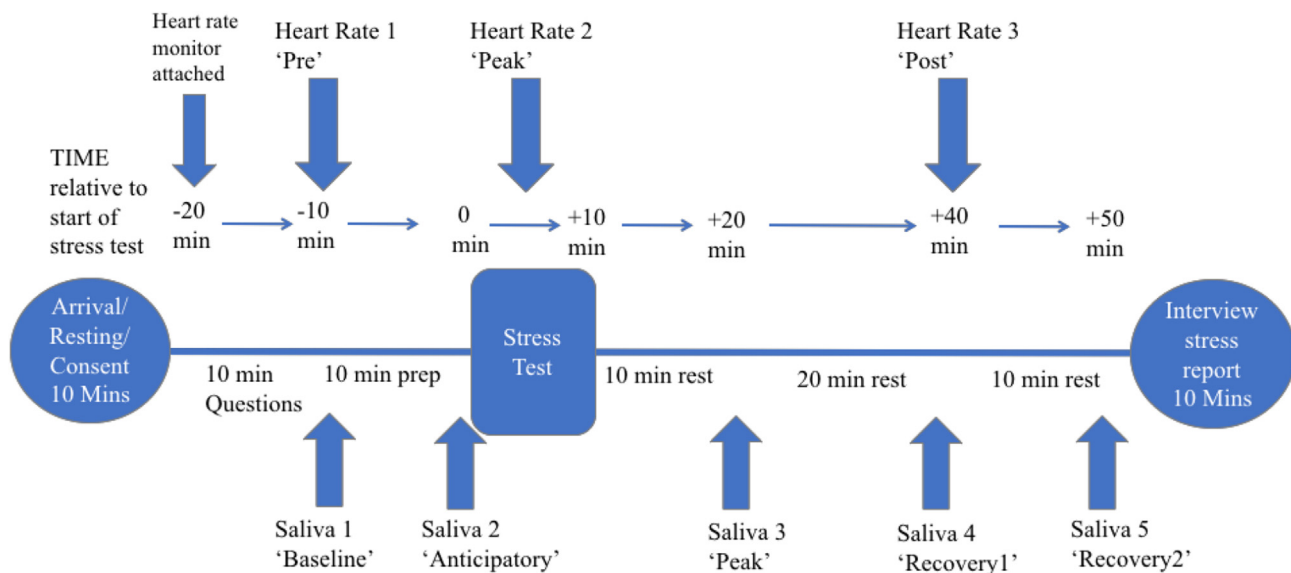 Heart rate
monitor
attached
Heart Rate 1
‘Pre’
Heart Rate 2
‘Peak’
Heart Rate 3
‘Post’
TIME
relative to
start of
stress test
-20
min
-10
min
0
min
+10
min
+20
min
+40
min
+50
min
Arrival/
Resting/
Consent
10 Mins
10 min
Questions
10 min prep
Stress
Test
10 min rest
20 min rest
10 min rest
Interview
stress
report
10 Mins
Saliva 1
‘Baseline’
Saliva 2
‘Anticipatory’
Saliva 3
‘Peak’
Saliva 4
‘Recovery1’
Saliva 5
‘Recovery2’